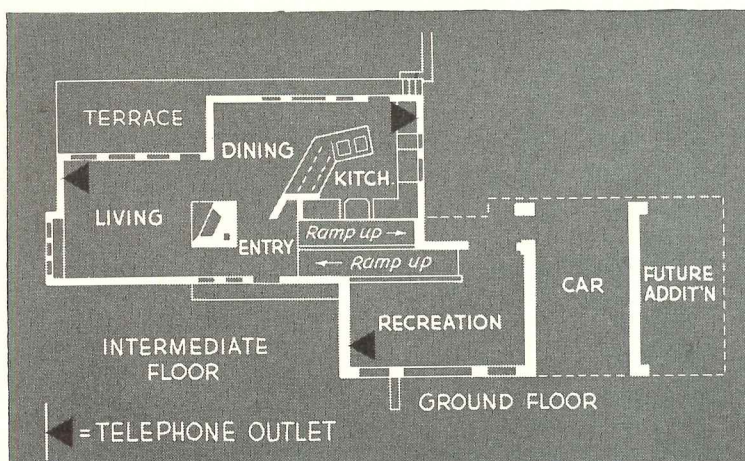 TERRACE
DINING
KITCH.
LIVING
ENTRY
Ramp up →
← Ramp up
CAR
FUTURE
ADDIT'N
RECREATION
INTERMEDIATE
FLOOR
GROUND FLOOR
= TELEPHONE OUTLET